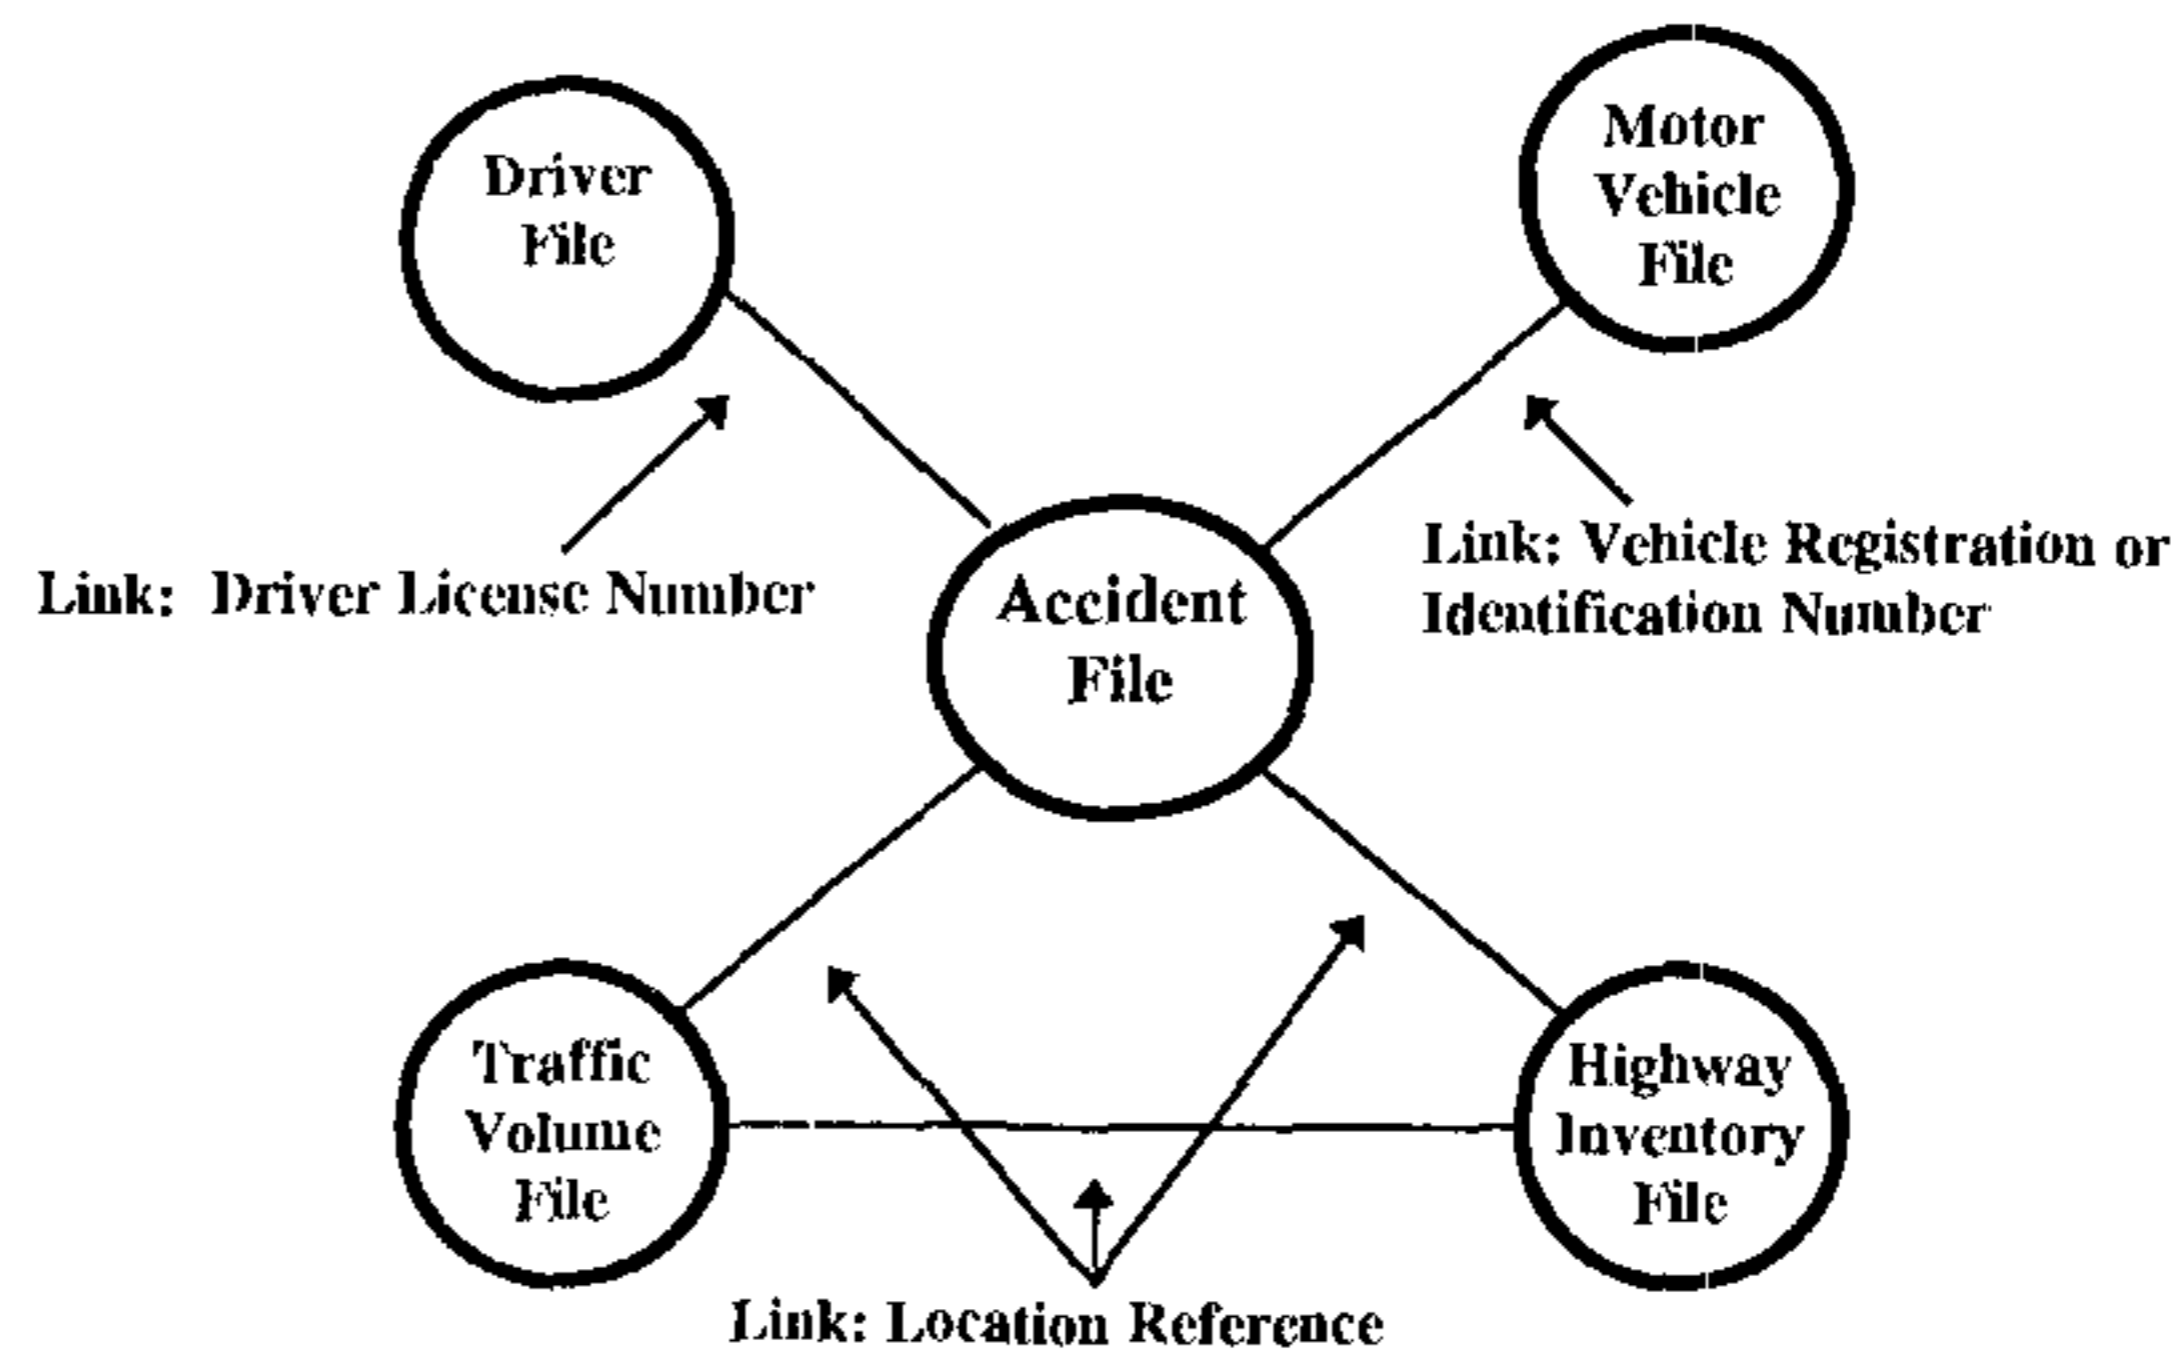 Driver
File
Motor
Vehicle
File
Link: Driver License Number
Link: Vehicle Registration or
Identification Number
Accident
File
Traffic
Volume
File
Highway
Inventory
File
Link: Location Reference